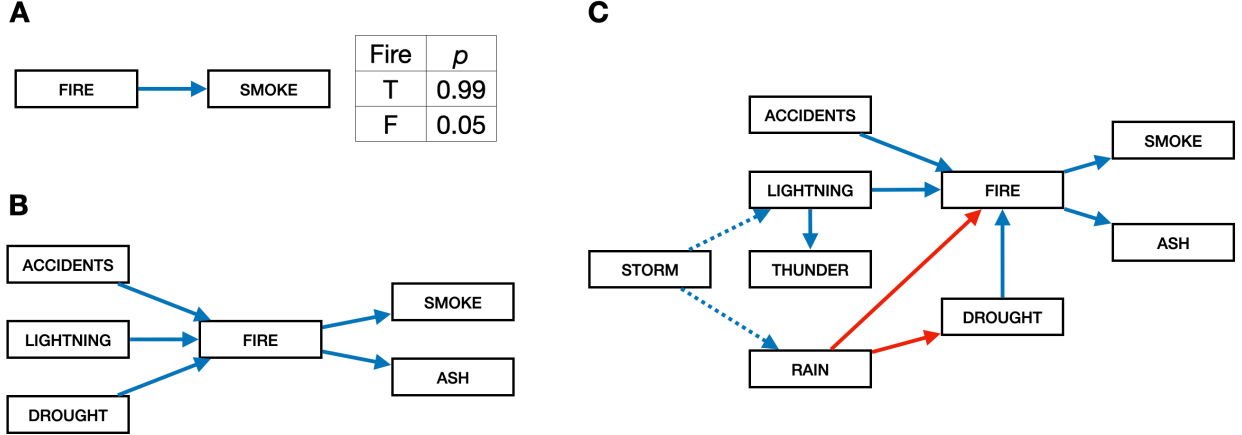 A
FIRE
SMOKE
Fire p
T 0.99
F 0.05
B
ACCIDENTS
LIGHTNING
DROUGHT
FIRE
SMOKE
ASH
C
ACCIDENTS
LIGHTNING
FIRE
SMOKE
ASH
STORM
THUNDER
DROUGHT
RAIN